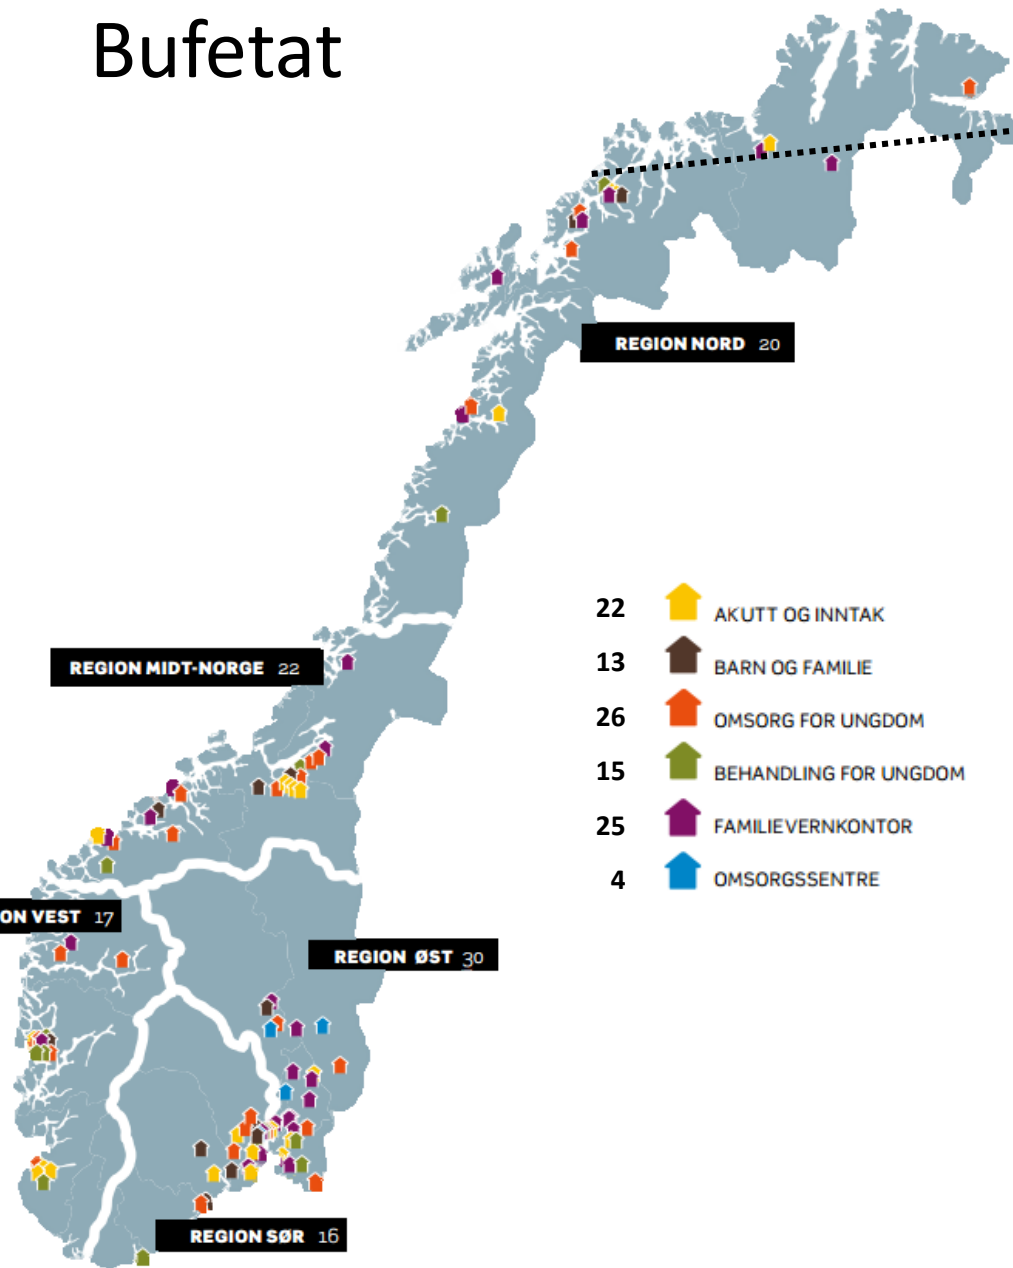 Bufetat
REGION NORD 20
22 AKUTT OG INNTAK
REGION MIDT-NORGE 22
13 BARN OG FAMILIE
26 OMSORG FOR UNGDOM
15 BEHANDLING FOR UNGDOM
25 FAMILIEVERNKONTOR
4 OMSORGSSENTRE
ON VEST 17
REGION ØST 30
REGION SØR 16